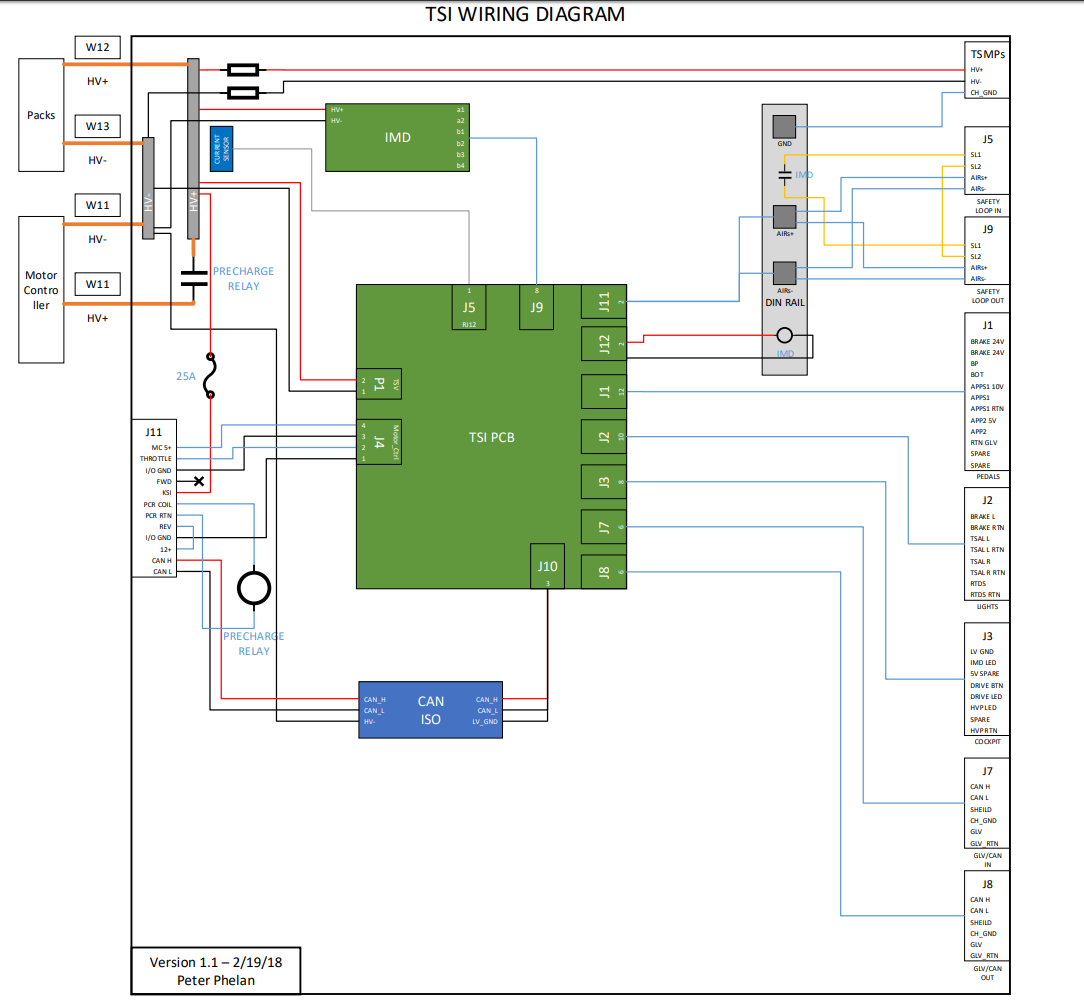 TSI WIRING DIAGRAM
W12
HV+
Packs
W13
HV-
W11
HV-
Motor
Contro
ller
W11
HV+
HV-
HV+
CURRENT
SENSOR
HV+
HV-
IMD
a1
a2
b1
b2
b3
b4
PRECHARGE
RELAY
25A
J11
MC 5+
THROTTLE
I/O GND
FWD
KSI
PCR COIL
PCR RTN
REV
I/O GND
12+
CAN H
CAN L
PRECHARGE
RELAY
TSI PCB
1
J5
RJ12
8
J9
J11
2
J12
2
J1
12
J2
10
J3
8
J7
6
J8
6
J10
3
2
1
P1
TSV
4
3
2
1
J4
Motor_Ctrl
CAN_H
CAN_L
HV-
CAN
ISO
CAN_H
CAN_L
LV_GND
GND
IMD
AIRs+
AIRs-
DIN RAIL
IMD
TSMPs
HV+
HV-
CH_GND
J5
SL1
SL2
AIRs+
AIRs-
SAFETY
LOOP IN
J9
SL1
SL2
AIRs+
AIRs-
SAFETY
LOOP OUT
J1
BRAKE 24V
BRAKE 24V
BP
BOT
APPS1 10V
APPS1
APPS1 RTN
APP2 5V
APP2
RTN GLV
SPARE
SPARE
PEDALS
J2
BRAKE L
BRAKE RTN
TSAL L
TSAL L RTN
TSAL R
TSAL R RTN
RTDS
RTDS RTN
LIGHTS
J3
LV GND
IMD LED
5V SPARE
DRIVE BTN
DRIVE LED
HVP LED
SPARE
HVP RTN
COCKPIT
J7
CAN H
CAN L
SHEILD
CH_GND
GLV
GLV_RTN
GLV/CAN
IN
J8
CAN H
CAN L
SHEILD
CH_GND
GLV
GLV_RTN
GLV/CAN
OUT
Version 1.1 – 2/19/18
Peter Phelan